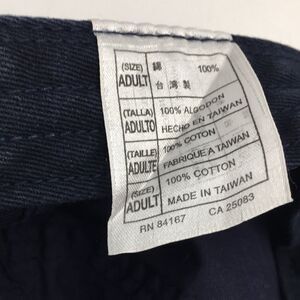 (SIZE) 綿 100%
ADULT 台灣製
(TALLA) 100% ALGODON
ADULTO HECHO EN TAIWAN
(TAILLE) 100% COTON
ADULTE FABRIQUE A TAIWAN
(SIZE) 100% COTTON
ADULT MADE IN TAIWAN
RN 84167 CA 25083